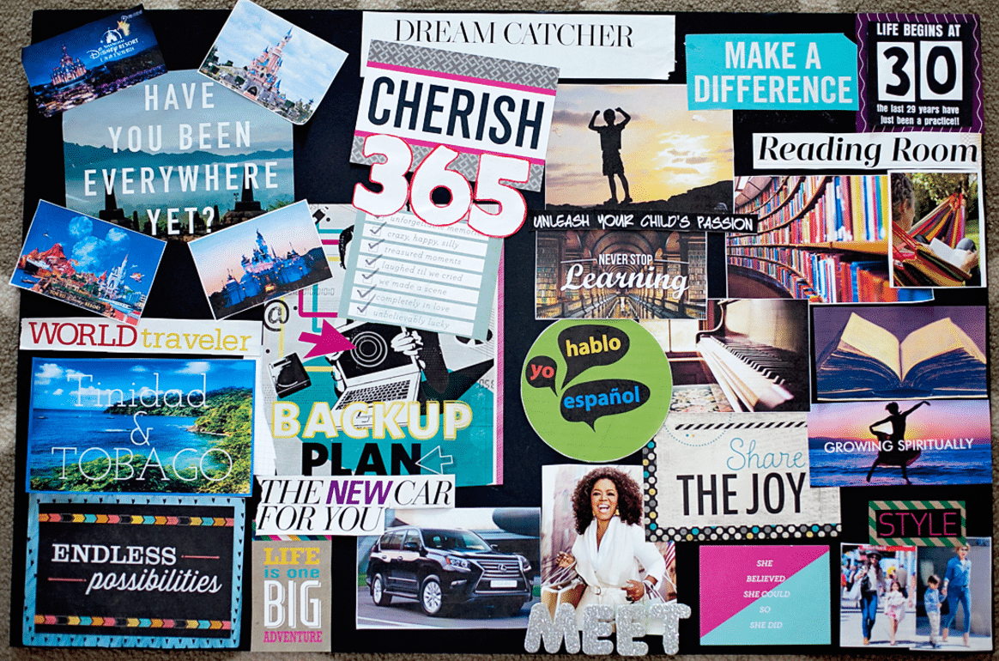 DREAM CATCHER
DISNEY RESORT
HAVE
YOU BEEN
EVERYWHERE
YET?
CHERISH
365
unforgettable memories
crazy, happy, silly
treasured moments
laughed til we cried
we made a scene
completely in love
unbelievably lucky
MAKE A
DIFFERENCE
LIFE BEGINS AT
30
the last 29 years have
just been a practice!!
Reading Room
UNLEASH YOUR CHILD'S PASSION
NEVER STOP
Learning
WORLD traveler
Tinidad
&
TOBAGO
@
BACKUP
PLAN
hablo
yo
español
GROWING SPIRITUALLY
Share
THE JOY
THE NEW CAR
FOR YOU
ENDLESS
possibilities
LIFE
is one
BIG
ADVENTURE
MEET
SHE
BELIEVED
SHE COULD
SO
SHE DID
STYLE